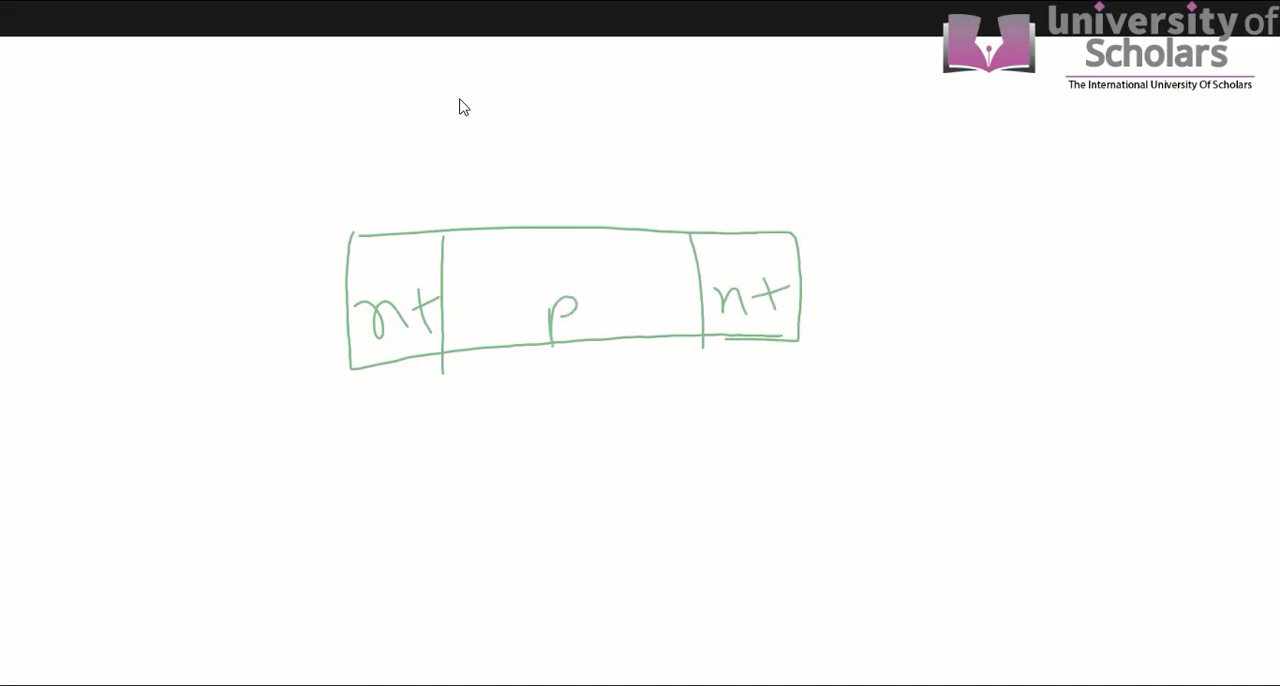 university of
Scholars
The International University Of Scholars
n+ p n+